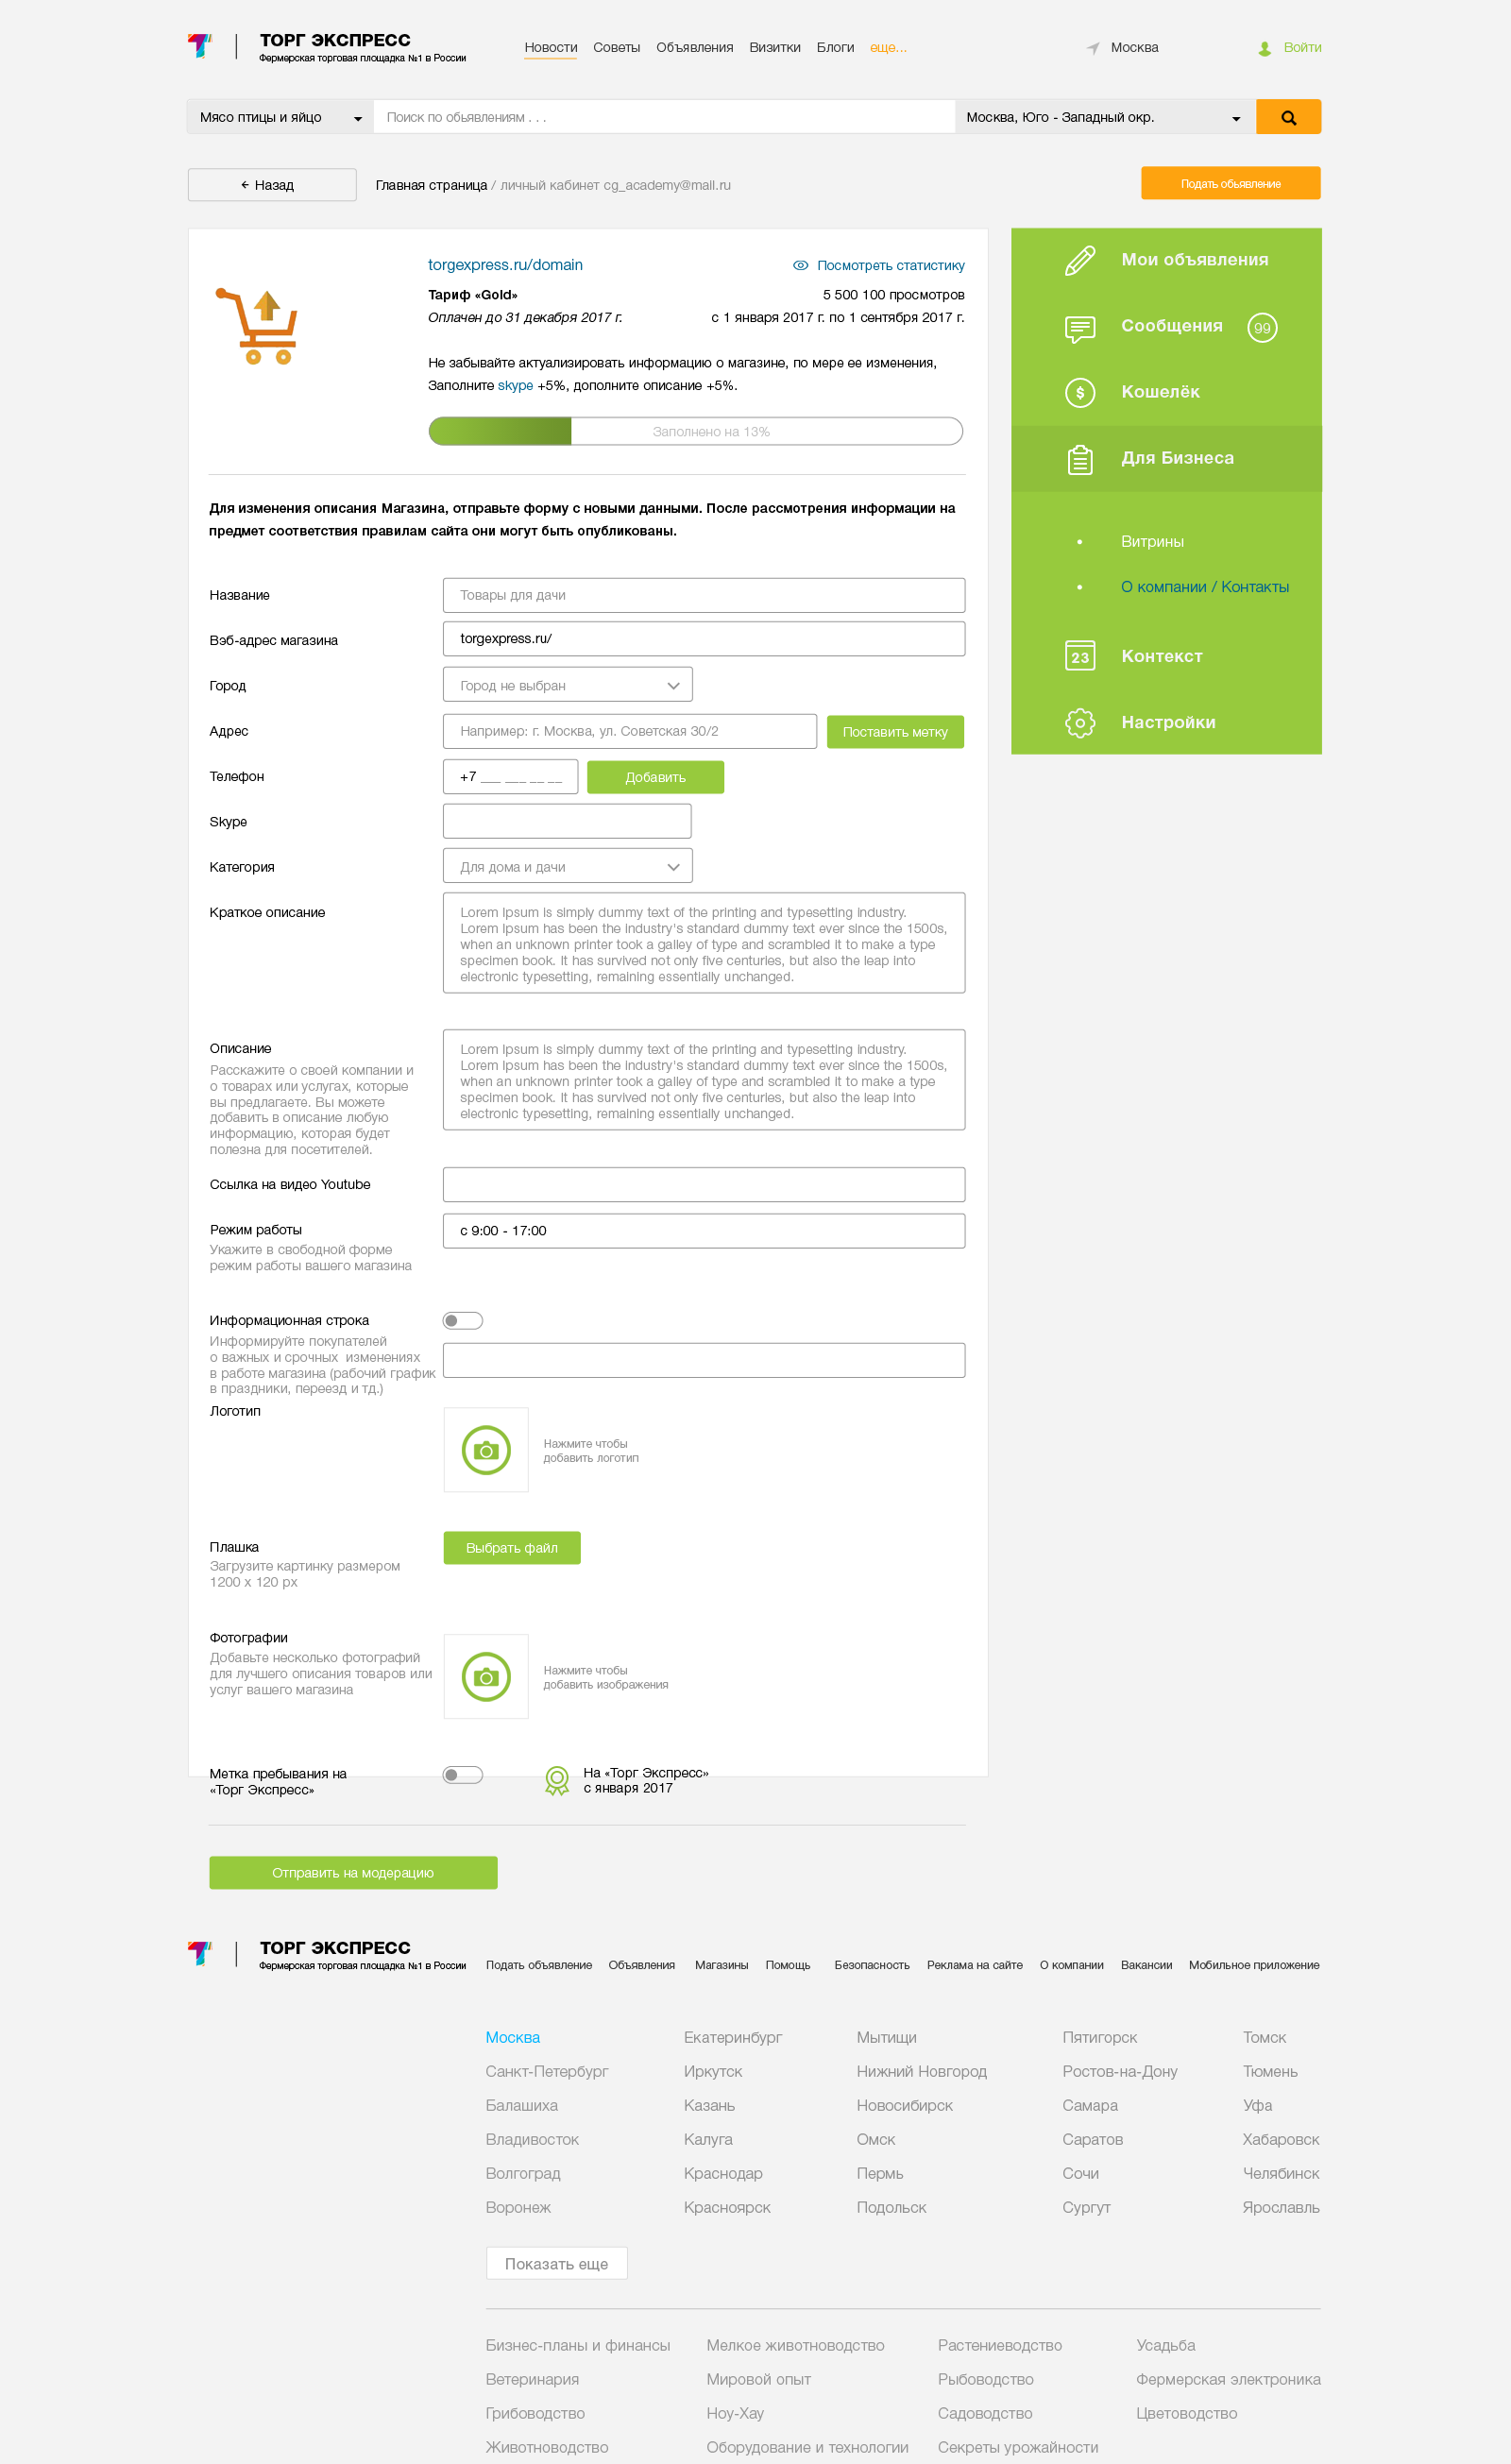 ТОРГ ЭКСПРЕСС
Фермерская торговая площадка №1 в России
Новости Советы Объявления Визитки Блоги еще...
Москва
Войти
Мясо птицы и яйцо
Поиск по обьявлениям . . .
Москва, Юго - Западный окр.
← Назад
Главная страница / личный кабинет cg_academy@mail.ru
Подать обьявление
torgexpress.ru/domain
Посмотреть статистику
Тариф «Gold»
5 500 100 просмотров
Оплачен до 31 декабря 2017 г.
с 1 января 2017 г. по 1 сентября 2017 г.
Не забывайте актуализировать информацию о магазине, по мере ее изменения,
Заполните skype +5%, дополните описание +5%.
Заполнено на 13%
Мои объявления
Сообщения 99
Кошелёк
Для Бизнеса
Витрины
О компании / Контакты
23 Контекст
Настройки
Для изменения описания Магазина, отправьте форму с новыми данными. После рассмотрения информации на
предмет соответствия правилам сайта они могут быть опубликованы.
Название
Товары для дачи
Вэб-адрес магазина
torgexpress.ru/
Город
Город не выбран
Адрес
Например: г. Москва, ул. Советская 30/2
Поставить метку
Телефон
+7 ___ ___ __ __
Добавить
Skype
Категория
Для дома и дачи
Краткое описание
Lorem Ipsum is simply dummy text of the printing and typesetting industry.
Lorem Ipsum has been the industry's standard dummy text ever since the 1500s,
when an unknown printer took a galley of type and scrambled it to make a type
specimen book. It has survived not only five centuries, but also the leap into
electronic typesetting, remaining essentially unchanged.
Описание
Расскажите о своей компании и
о товарах или услугах, которые
вы предлагаете. Вы можете
добавить в описание любую
информацию, которая будет
полезна для посетителей.
Lorem Ipsum is simply dummy text of the printing and typesetting industry.
Lorem Ipsum has been the industry's standard dummy text ever since the 1500s,
when an unknown printer took a galley of type and scrambled it to make a type
specimen book. It has survived not only five centuries, but also the leap into
electronic typesetting, remaining essentially unchanged.
Ссылка на видео Youtube
Режим работы
с 9:00 - 17:00
Укажите в свободной форме
режим работы вашего магазина
Информационная строка
Информируйте покупателей
о важных и срочных изменениях
в работе магазина (рабочий график
в праздники, переезд и тд.)
Логотип
Нажмите чтобы
добавить логотип
Плашка
Выбрать файл
Загрузите картинку размером
1200 х 120 px
Фотографии
Добавьте несколько фотографий
для лучшего описания товаров или
услуг вашего магазина
Нажмите чтобы
добавить изображения
Метка пребывания на
«Торг Экспресс»
На «Торг Экспресс»
с января 2017
Отправить на модерацию
ТОРГ ЭКСПРЕСС
Фермерская торговая площадка №1 в России
Подать объявление Объявления Магазины Помощь Безопасность Реклама на сайте О компании Вакансии Мобильное приложение
Москва Екатеринбург Мытищи Пятигорск Томск
Санкт-Петербург Иркутск Нижний Новгород Ростов-на-Дону Тюмень
Балашиха Казань Новосибирск Самара Уфа
Владивосток Калуга Омск Саратов Хабаровск
Волгоград Краснодар Пермь Сочи Челябинск
Воронеж Красноярск Подольск Сургут Ярославль
Показать еще
Бизнес-планы и финансы Мелкое животноводство Растениеводство Усадьба
Ветеринария Мировой опыт Рыбоводство Фермерская электроника
Грибоводство Ноу-Хау Садоводство Цветоводство
Животноводство Оборудование и технологии Секреты урожайности